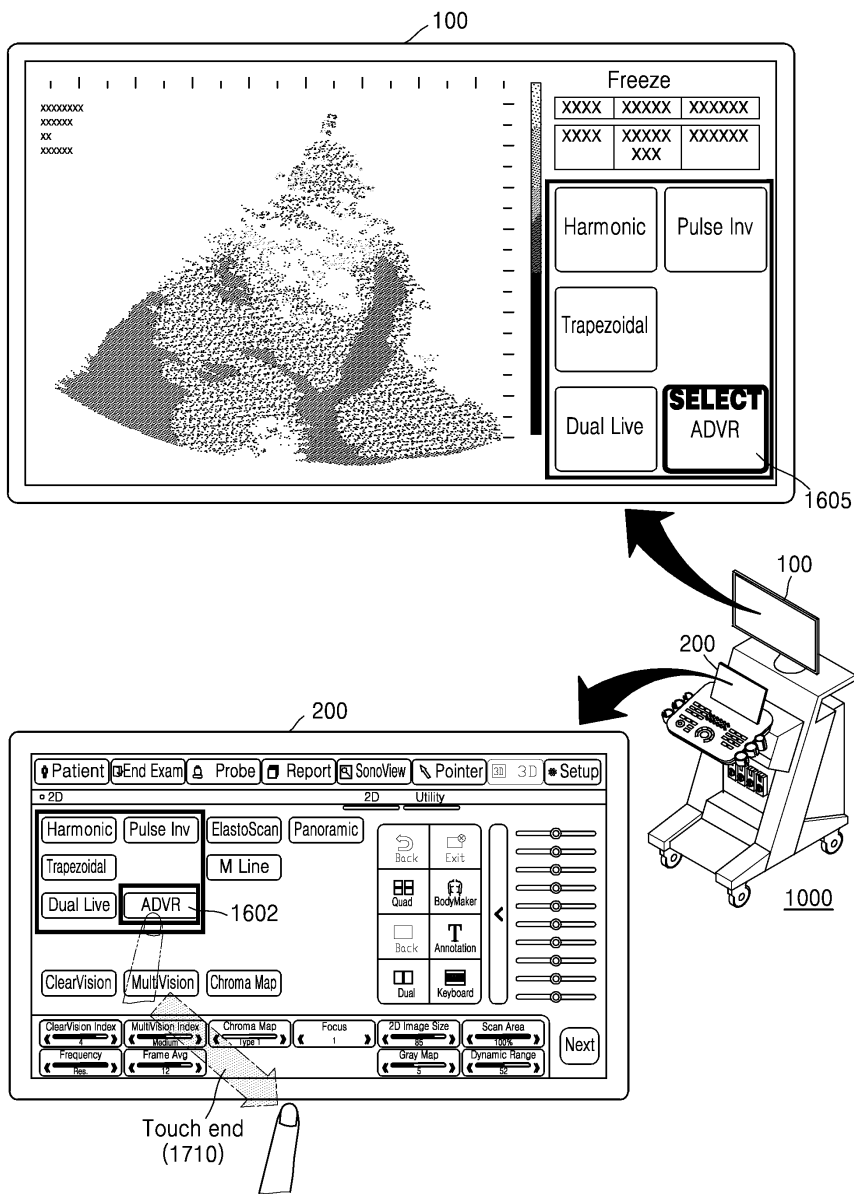 100
XXXXXXXX
XXXXXX
XX
XXXXXX
Freeze
XXXX XXXXX XXXXXX
XXXX XXXXX XXXXXX
XXX
Harmonic Pulse Inv
Trapezoidal
SELECT
Dual Live ADVR
1605
100
200
200
Patient End Exam Probe Report SonoView Pointer 3D 3D Setup
2D 2D Utility
Harmonic Pulse Inv ElastoScan Panoramic
Trapezoidal M Line
Back Exit
Dual Live ADVR 1602
Quad BodyMaker
Back T Annotation
ClearVision MultiVision Chroma Map
Dual Keyboard
1000
ClearVision Index MultiVision Index Chroma Map Focus 2D Image Size Scan Area
4 Medium Type 1 1 85 100%
Next
Frequency Frame Avg Gray Map Dynamic Range
Res. 12 5 52
Touch end
(1710)